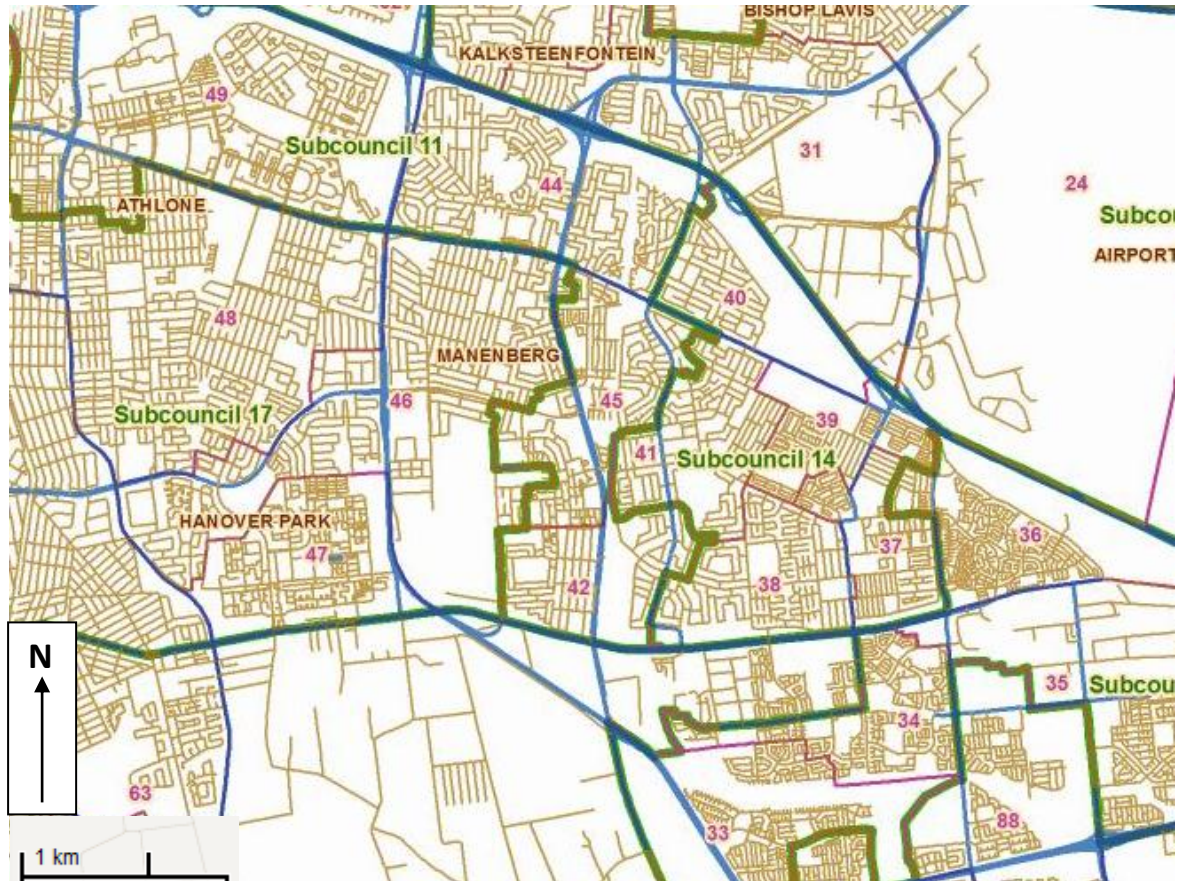 BISHOP LAVIS
KALKSTEENFONTEIN
49
Subcouncil 11
31
44
24
Subcou
ATHLONE
AIRPORT
40
48
MANENBERG
46
45
39
Subcouncil 17
41
Subcouncil 14
HANOVER PARK
36
47
37
42
38
N
35
Subcou
34
63
33
88
1 km